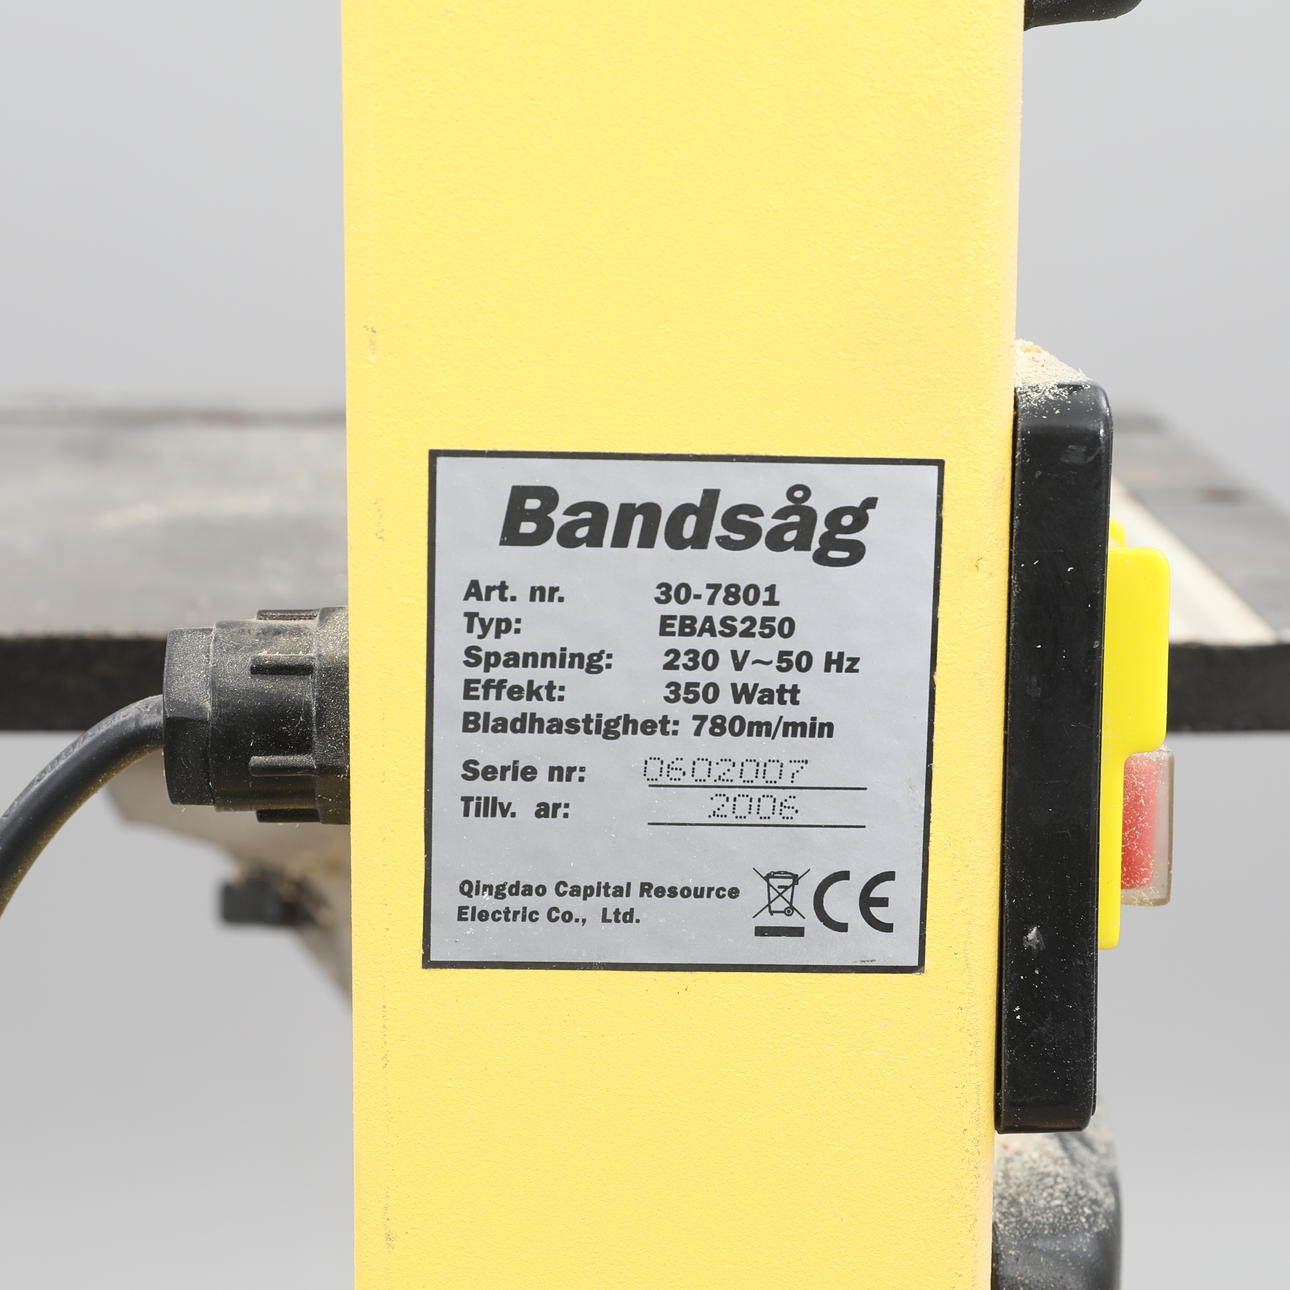 Bandsåg
Art. nr. 30-7801
Typ: EBAS250
Spanning: 230 V~50 Hz
Effekt: 350 Watt
Bladhastighet: 780m/min
Serie nr: 0602007
Tillv. ar: 2006
Qingdao Capital Resource
Electric Co., Ltd.
CE